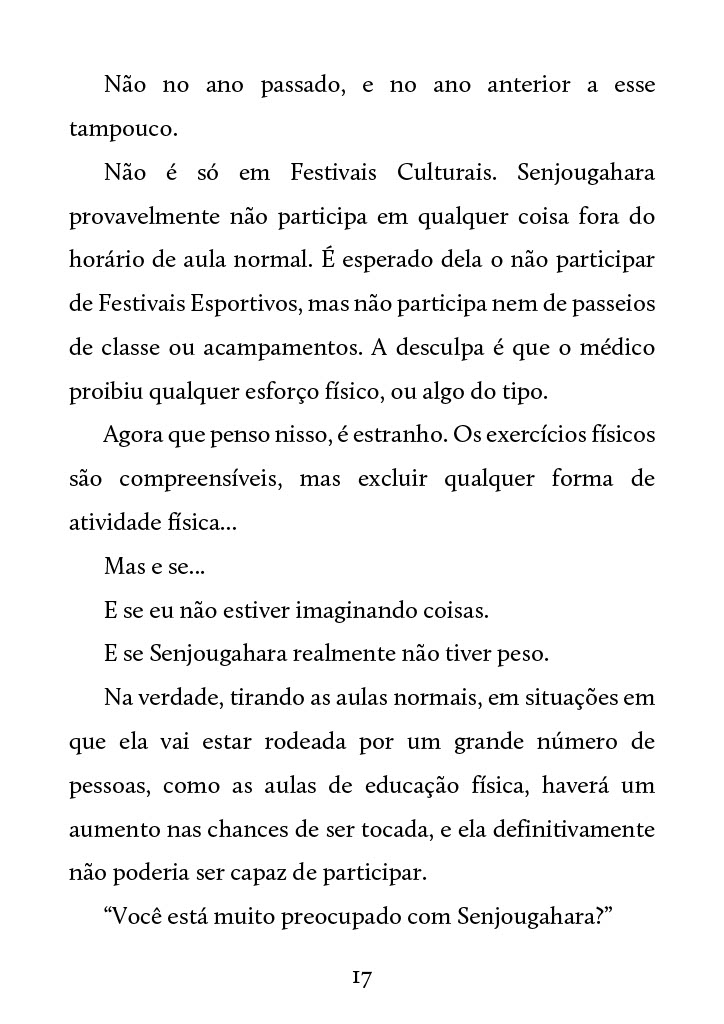 Não no ano passado, e no ano anterior a esse
tampouco.
Não é só em Festivais Culturais. Senjougahara
provavelmente não participa em qualquer coisa fora do
horário de aula normal. É esperado dela o não participar
de Festivais Esportivos, mas não participa nem de passeios
de classe ou acampamentos. A desculpa é que o médico
proibiu qualquer esforço físico, ou algo do tipo.
Agora que penso nisso, é estranho. Os exercícios físicos
são compreensíveis, mas excluir qualquer forma de
atividade física...
Mas e se...
E se eu não estiver imaginando coisas.
E se Senjougahara realmente não tiver peso.
Na verdade, tirando as aulas normais, em situações em
que ela vai estar rodeada por um grande número de
pessoas, como as aulas de educação física, haverá um
aumento nas chances de ser tocada, e ela definitivamente
não poderia ser capaz de participar.
“Você está muito preocupado com Senjougahara?”
17